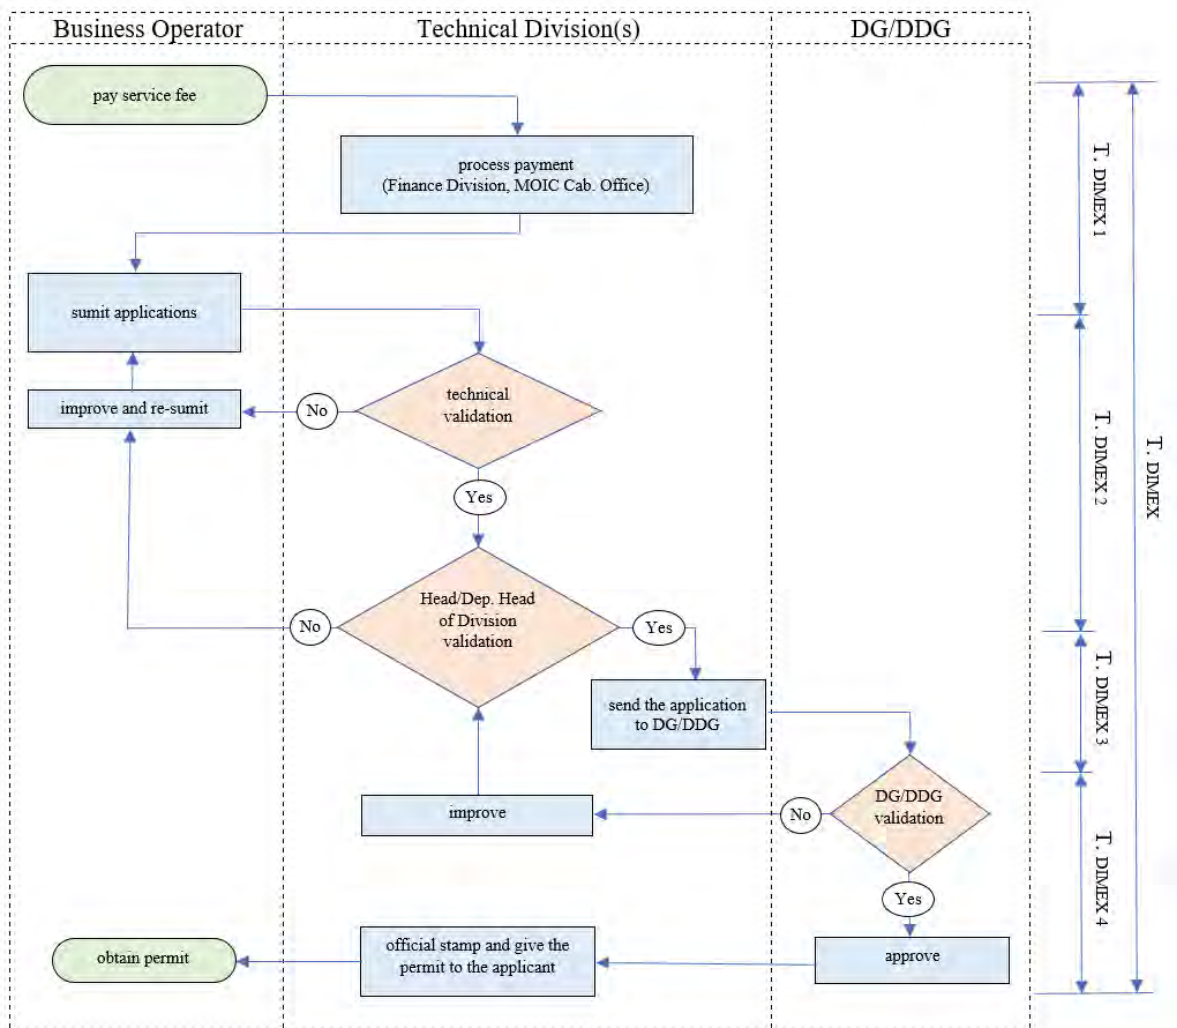 Business Operator
Technical Division(s)
DG/DDG
pay service fee
process payment
(Finance Division, MOIC Cab. Office)
T. DIMEX 1
sumit applications
technical
validation
No
improve and re-sumit
Yes
T. DIMEX 2
T. DIMEX
Head/Dep. Head
of Division
validation
No
Yes
send the application
to DG/DDG
T. DIMEX 3
DG/DDG
validation
No
improve
Yes
T. DIMEX 4
approve
official stamp and give the
permit to the applicant
obtain permit